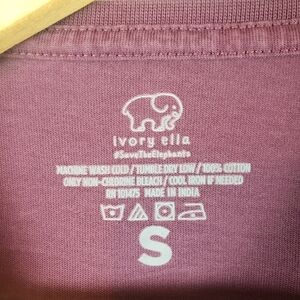 ivory ella
#SaveTheElephants
MACHINE WASH COLD / TUMBLE DRY LOW / 100% COTTON
ONLY NON-CHLORINE BLEACH / COOL IRON IF NEEDED
RN 101475 MADE IN INDIA
S